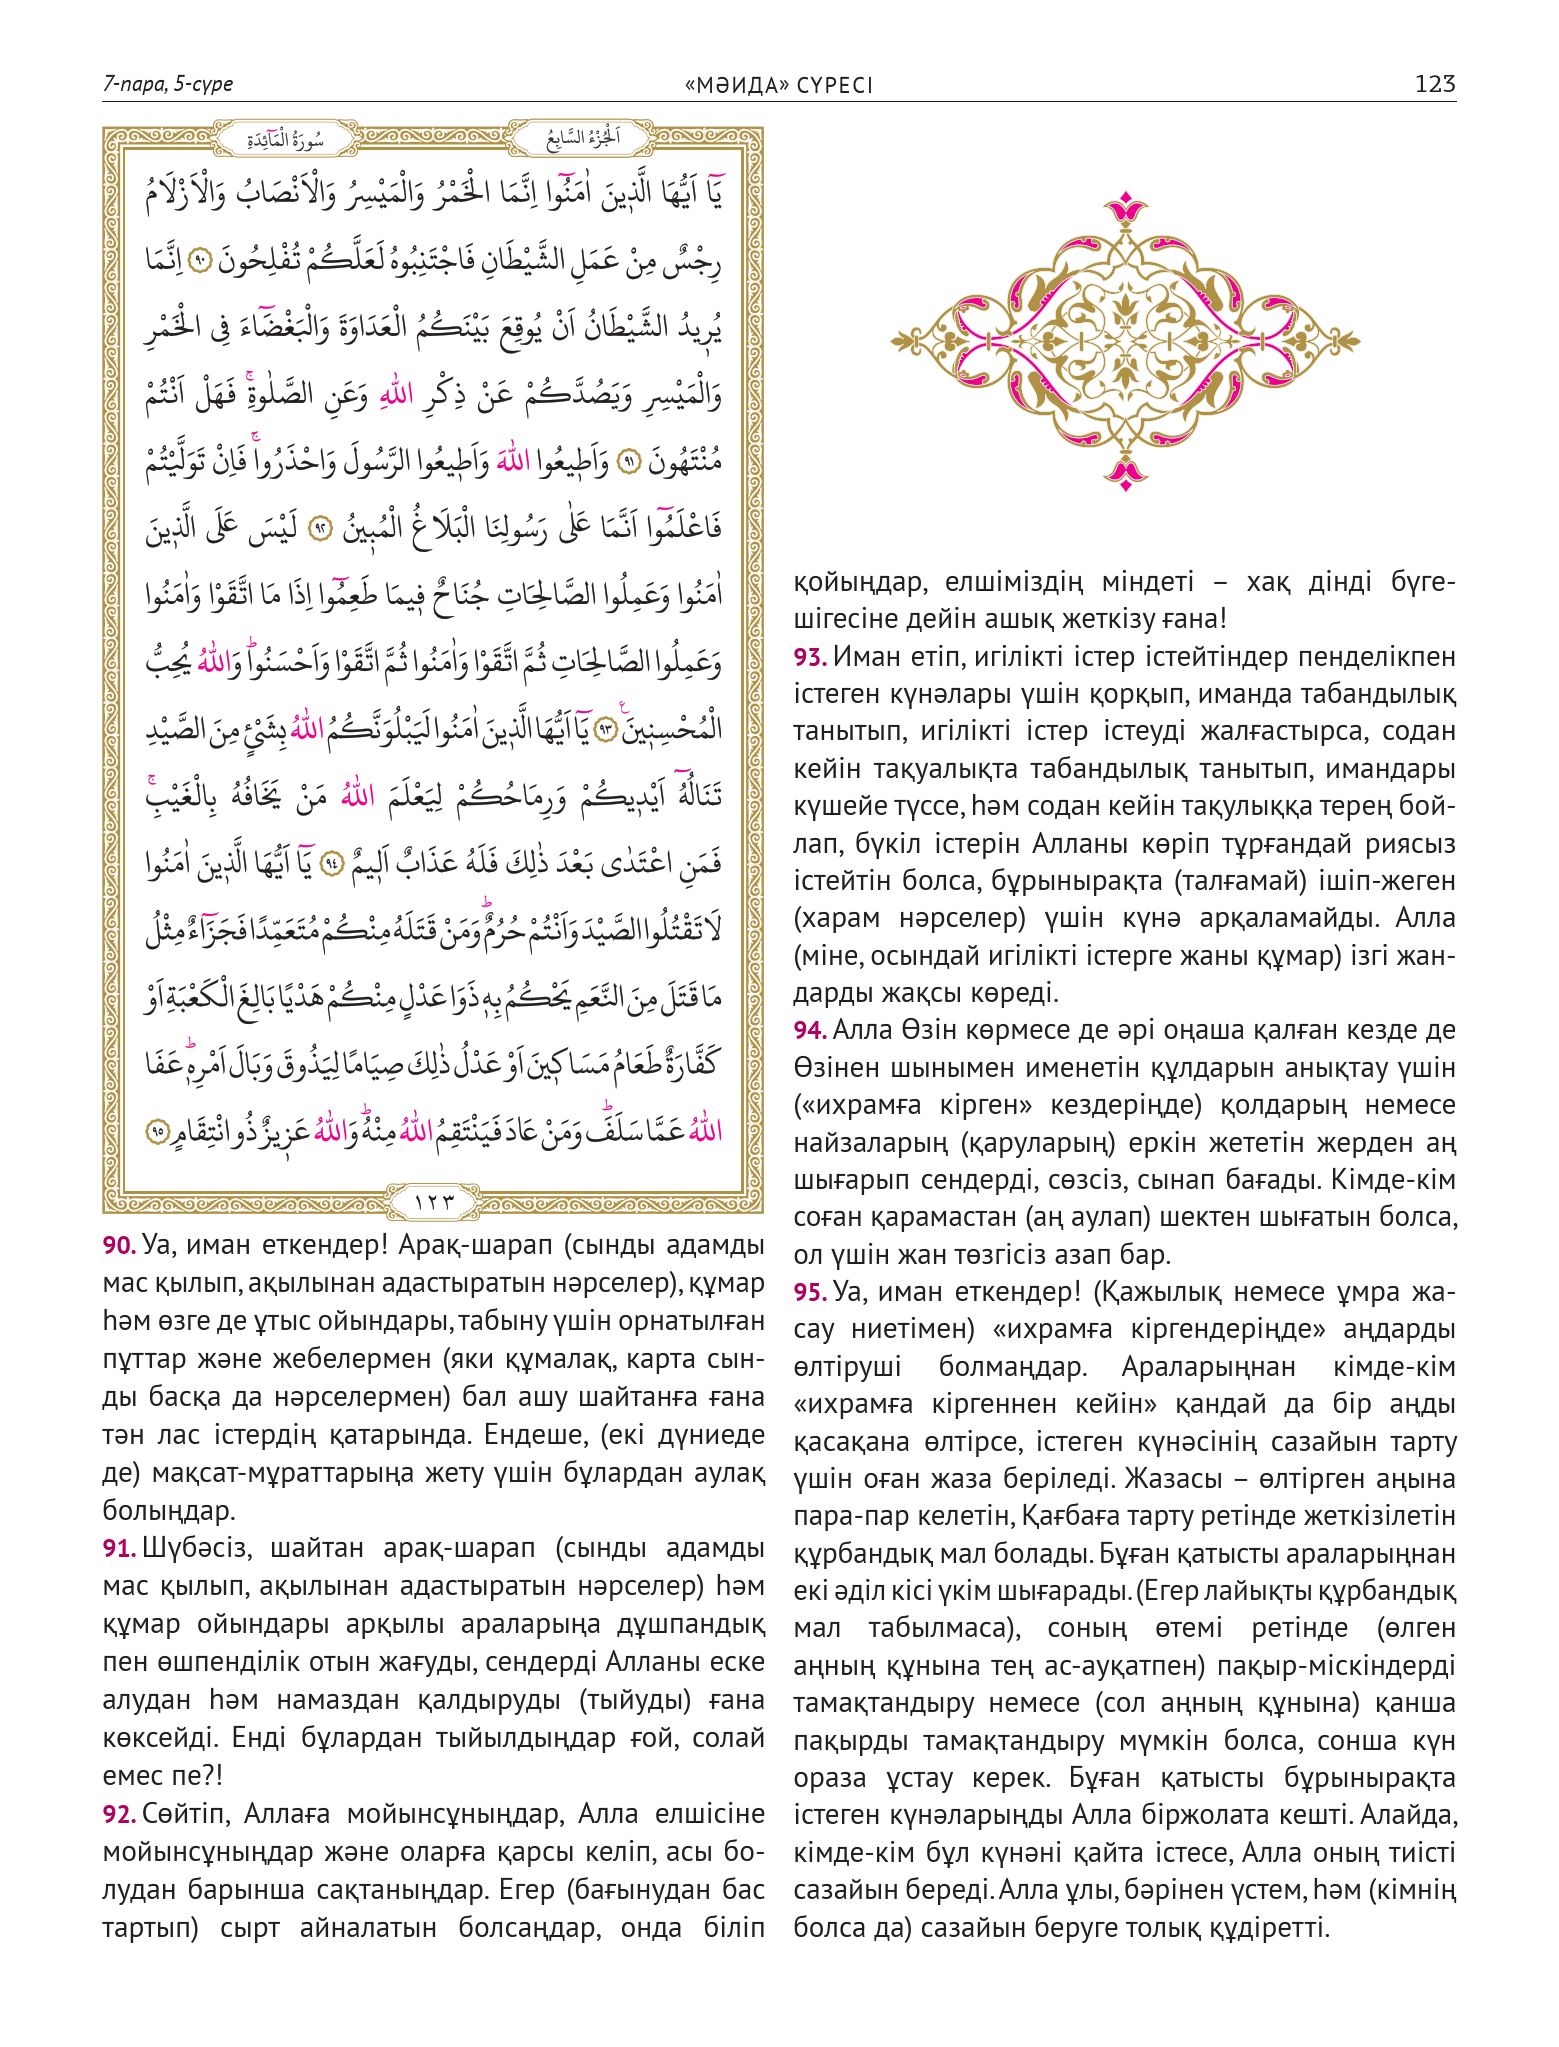 7-пара, 5-сүре
«МӘИДА» СҮРЕСІ
123
سُورَةُ الْمَٓائِدَةِ
اَلْجُزْءُ السَّابِعُ
يَٓا اَيُّهَا الَّذ۪ينَ اٰمَنُٓوا اِنَّمَا الْخَمْرُ وَالْمَيْسِرُ وَالْاَنْصَابُ وَالْاَزْلَامُ
رِجْسٌ مِنْ عَمَلِ الشَّيْطَانِ فَاجْتَنِبُوهُ لَعَلَّكُمْ تُفْلِحُونَ ﴿٩٠﴾ اِنَّمَا
يُر۪يدُ الشَّيْطَانُ اَنْ يُوقِعَ بَيْنَكُمُ الْعَدَاوَةَ وَالْبَغْضَٓاءَ فِي الْخَمْرِ
وَالْمَيْسِرِ وَيَصُدَّكُمْ عَنْ ذِكْرِ اللّٰهِ وَعَنِ الصَّلٰوةِۚ فَهَلْ اَنْتُمْ
مُنْتَهُونَ ﴿٩١﴾ وَاَط۪يعُوا اللّٰهَ وَاَط۪يعُوا الرَّسُولَ وَاحْذَرُواۚ فَاِنْ تَوَلَّيْتُمْ
فَاعْلَمُٓوا اَنَّمَا عَلٰى رَسُولِنَا الْبَلَاغُ الْمُب۪ينُ ﴿٩٢﴾ لَيْسَ عَلَى الَّذ۪ينَ
اٰمَنُوا وَعَمِلُوا الصَّالِحَاتِ جُنَاحٌ ف۪يمَا طَعِمُٓوا اِذَا مَا اتَّقَوْا وَاٰمَنُوا
وَعَمِلُوا الصَّالِحَاتِ ثُمَّ اتَّقَوْا وَاٰمَنُوا ثُمَّ اتَّقَوْا وَاَحْسَنُواۜ وَاللّٰهُ يُحِبُّ
الْمُحْسِن۪ينَ۟ ﴿٩٣﴾ يَٓا اَيُّهَا الَّذ۪ينَ اٰمَنُوا لَيَبْلُوَنَّكُمُ اللّٰهُ بِشَيْءٍ مِنَ الصَّيْدِ
تَنَالُهُٓ اَيْد۪يكُمْ وَرِمَاحُكُمْ لِيَعْلَمَ اللّٰهُ مَنْ يَخَافُهُ بِالْغَيْبِۚ
فَمَنِ اعْتَدٰى بَعْدَ ذٰلِكَ فَلَهُ عَذَابٌ اَل۪يمٌ ﴿٩٤﴾ يَٓا اَيُّهَا الَّذ۪ينَ اٰمَنُوا
لَا تَقْتُلُوا الصَّيْدَ وَاَنْتُمْ حُرُمٌۜ وَمَنْ قَتَلَهُ مِنْكُمْ مُتَعَمِّدًا فَجَزَٓاءٌ مِثْلُ
مَا قَتَلَ مِنَ النَّعَمِ يَحْكُمُ بِه۪ ذَوَا عَدْلٍ مِنْكُمْ هَدْيًا بَالِغَ الْكَعْبَةِ اَوْ
كَفَّارَةٌ طَعَامُ مَسَاك۪ينَ اَوْ عَدْلُ ذٰلِكَ صِيَامًا لِيَذُوقَ وَبَالَ اَمْرِه۪ۜ عَفَا
اللّٰهُ عَمَّا سَلَفَۜ وَمَنْ عَادَ فَيَنْتَقِمُ اللّٰهُ مِنْهُۜ وَاللّٰهُ عَز۪يزٌ ذُو انْتِقَامٍ ﴿٩٥﴾
١٢٣
90. Уа, иман еткендер! Арақ-шарап (сынды адамды
мас қылып, ақылынан адастыратын нәрселер), құмар
һәм өзге де ұтыс ойындары, табыну үшін орнатылған
пұттар және жебелермен (яки құмалақ, карта сын-
ды басқа да нәрселермен) бал ашу шайтанға ғана
тән лас істердің қатарында. Ендеше, (екі дүниеде
де) мақсат-мұраттарыңа жету үшін бұлардан аулақ
болыңдар.
91. Шүбәсіз, шайтан арақ-шарап (сынды адамды
мас қылып, ақылынан адастыратын нәрселер) һәм
құмар ойындары арқылы араларыңа дұшпандық
пен өшпенділік отын жағуды, сендерді Алланы еске
алудан һәм намаздан қалдыруды (тыйуды) ғана
көксейді. Енді бұлардан тыйылдыңдар ғой, солай
емес пе?!
92. Сөйтіп, Аллаға мойынсұныңдар, Алла елшісіне
мойынсұныңдар және оларға қарсы келіп, асы бо-
лудан барынша сақтаныңдар. Егер (бағынудан бас
тартып) сырт айналатын болсаңдар, онда біліп
қойыңдар, елшіміздің міндеті – хақ дінді бүге-
шігесіне дейін ашық жеткізу ғана!
93. Иман етіп, игілікті істер істейтіндер пенделікпен
істеген күнәлары үшін қорқып, иманда табандылық
танытып, игілікті істер істеуді жалғастырса, содан
кейін тақуалықта табандылық танытып, имандары
күшейе түссе, һәм содан кейін тақулыққа терең бой-
лап, бүкіл істерін Алланы көріп тұрғандай риясыз
істейтін болса, бұрынырақта (талғамай) ішіп-жеген
(харам нәрселер) үшін күнә арқаламайды. Алла
(міне, осындай игілікті істерге жаны құмар) ізгі жан-
дарды жақсы көреді.
94. Алла Өзін көрмесе де әрі оңаша қалған кезде де
Өзінен шынымен именетін құлдарын анықтау үшін
(«ихрамға кірген» кездеріңде) қолдарың немесе
найзаларың (қаруларың) еркін жететін жерден аң
шығарып сендерді, сөзсіз, сынап бағады. Кімде-кім
соған қарамастан (аң аулап) шектен шығатын болса,
ол үшін жан төзгісіз азап бар.
95. Уа, иман еткендер! (Қажылық немесе ұмра жа-
сау ниетімен) «ихрамға кіргендеріңде» аңдарды
өлтіруші болмаңдар. Араларыңнан кімде-кім
«ихрамға кіргеннен кейін» қандай да бір аңды
қасақана өлтірсе, істеген күнәсінің сазайын тарту
үшін оған жаза беріледі. Жазасы – өлтірген аңына
пара-пар келетін, Қағбаға тарту ретінде жеткізілетін
құрбандық мал болады. Бұған қатысты араларыңнан
екі әділ кісі үкім шығарады. (Егер лайықты құрбандық
мал табылмаса), соның өтемі ретінде (өлген
аңның құнына тең ас-ауқатпен) пақыр-міскіндерді
тамақтандыру немесе (сол аңның құнына) қанша
пақырды тамақтандыру мүмкін болса, сонша күн
ораза ұстау керек. Бұған қатысты бұрынырақта
істеген күнәларыңды Алла біржолата кешті. Алайда,
кімде-кім бұл күнәні қайта істесе, Алла оның тиісті
сазайын береді. Алла ұлы, бәрінен үстем, һәм (кімнің
болса да) сазайын беруге толық құдіретті.